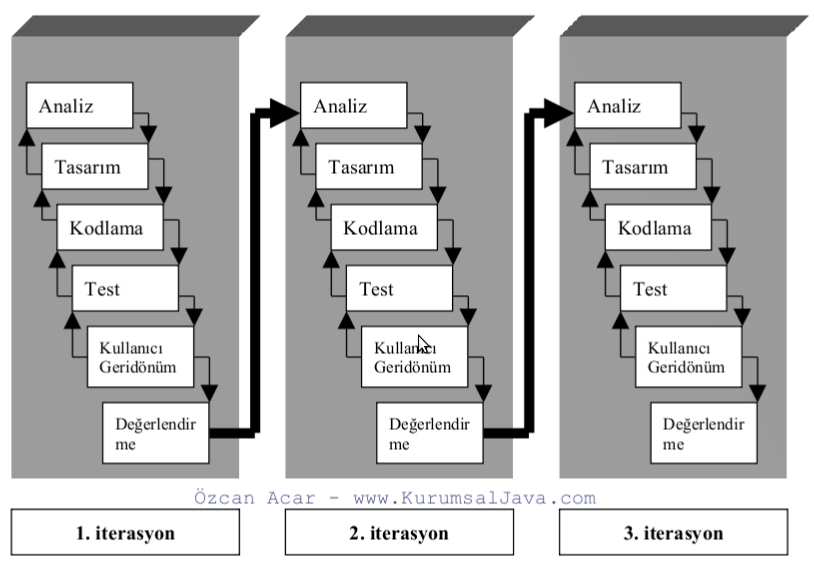 Analiz
Tasarım
Kodlama
Test
Kullanıcı
Geridönüm
Değerlendir
me
Analiz
Tasarım
Kodlama
Test
Kullanıcı
Geridönüm
Değerlendir
me
Analiz
Tasarım
Kodlama
Test
Kullanıcı
Geridönüm
Değerlendir
me
Özcan Acar - www.KurumsalJava.com
1. iterasyon
2. iterasyon
3. iterasyon